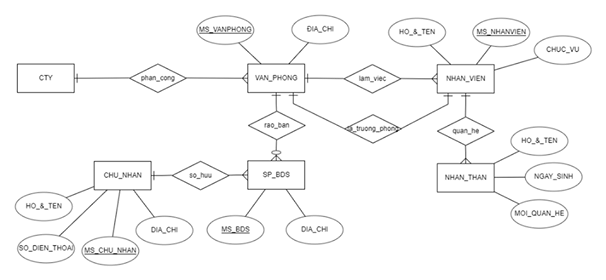 MS_VANPHONG
ĐIA_CHI
HO_&_TEN
MS_NHANVIEN
CHUC_VU
CTY
phan_cong
VAN_PHONG
lam_viec
NHAN_VIEN
rao_ban
la_truong_phong
quan_he
HO_&_TEN
CHU_NHAN
so_huu
SP_BDS
NHAN_THAN
NGAY_SINH
HO_&_TEN
MOI_QUAN_HE
SO_DIEN_THOAI
MS_CHU_NHAN
DIA_CHI
MS_BDS
DIA_CHI